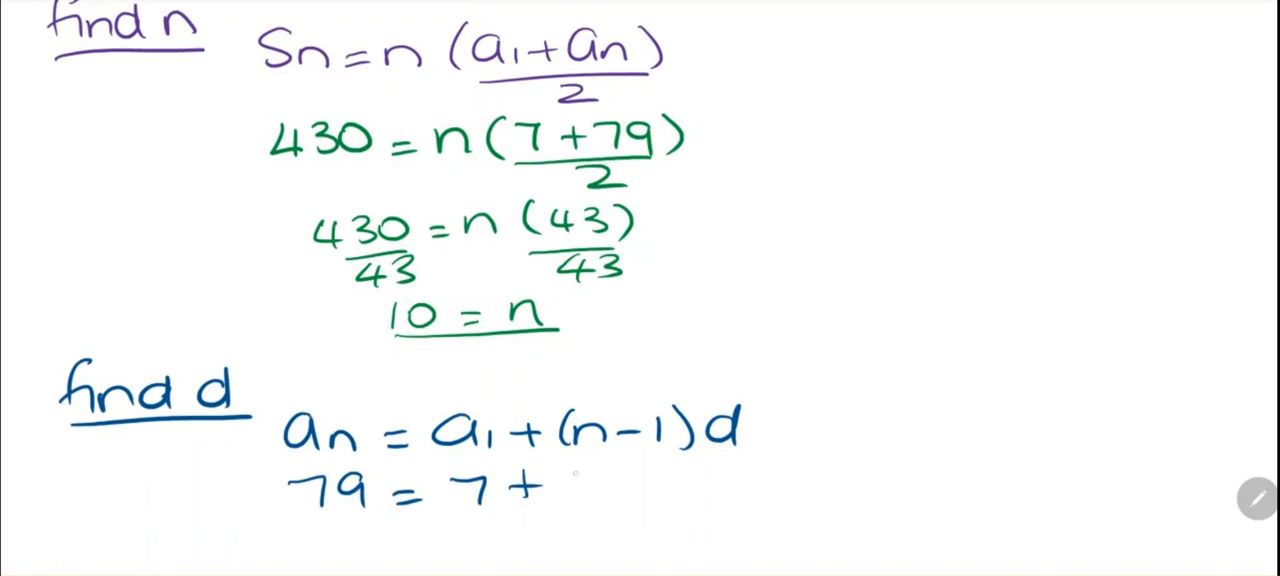 find n
Sn = n (a₁ + an)
2
430 = n (7 + 79)
2
430 = n (43)
43 43
10 = n
find d
an = a₁ + (n - 1) d
79 = 7 +